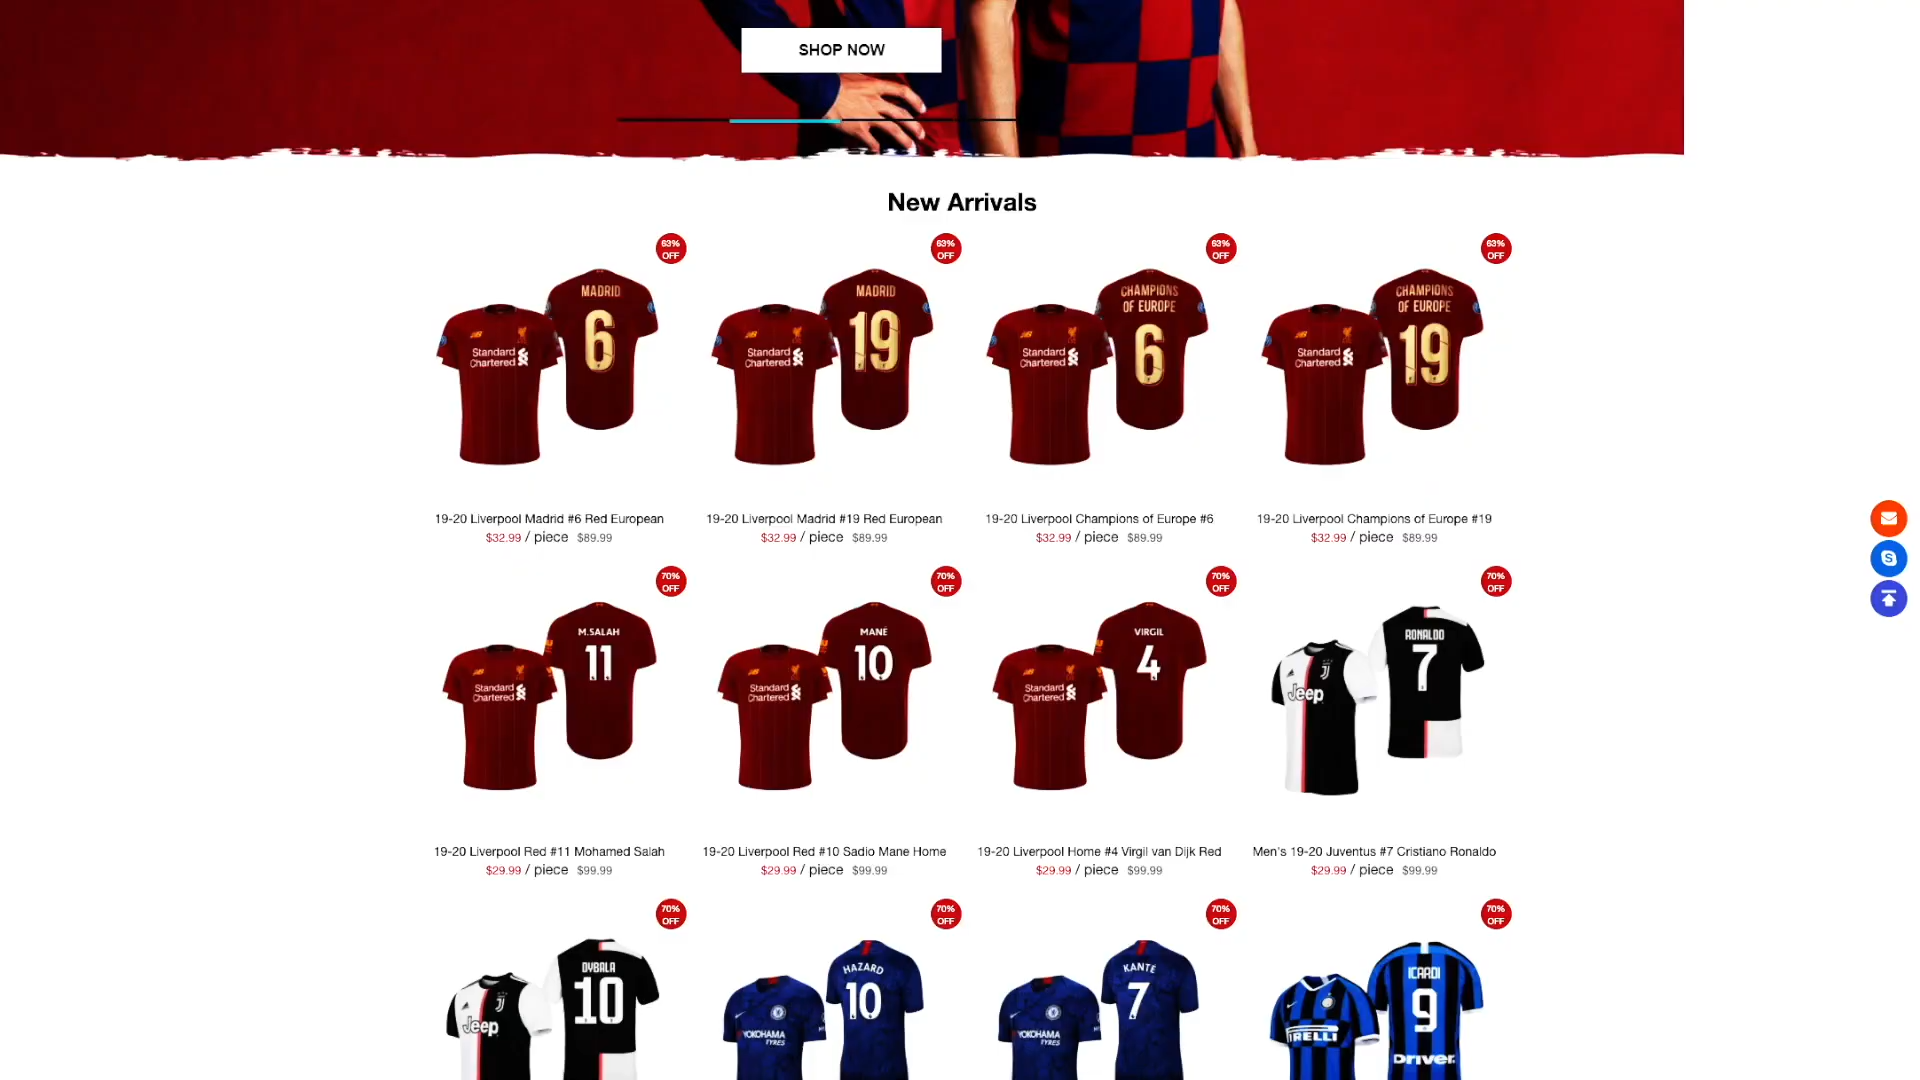 SHOP NOW
New Arrivals
63%
OFF
63%
OFF
63%
OFF
63%
OFF
MADRID
6
Standard
Chartered
MADRID
19
Standard
Chartered
CHAMPIONS
OF EUROPE
6
Standard
Chartered
CHAMPIONS
OF EUROPE
19
Standard
Chartered
19-20 Liverpool Madrid #6 Red European
$32.99 / piece $89.99
19-20 Liverpool Madrid #19 Red European
$32.99 / piece $89.99
19-20 Liverpool Champions of Europe #6
$32.99 / piece $89.99
19-20 Liverpool Champions of Europe #19
$32.99 / piece $89.99
70%
OFF
70%
OFF
70%
OFF
70%
OFF
M.SALAH
11
Standard
Chartered
MANÉ
10
Standard
Chartered
VIRGIL
4
Standard
Chartered
RONALDO
7
Jeep
19-20 Liverpool Red #11 Mohamed Salah
$29.99 / piece $99.99
19-20 Liverpool Red #10 Sadio Mane Home
$29.99 / piece $99.99
19-20 Liverpool Home #4 Virgil van Dijk Red
$29.99 / piece $99.99
Men's 19-20 Juventus #7 Cristiano Ronaldo
$29.99 / piece $99.99
70%
OFF
70%
OFF
70%
OFF
70%
OFF
DYBALA
10
Jeep
HAZARD
10
YOKOHAMA
TYRES
KANTÉ
7
YOKOHAMA
TYRES
ICARDI
9
Driver
PIRELLI